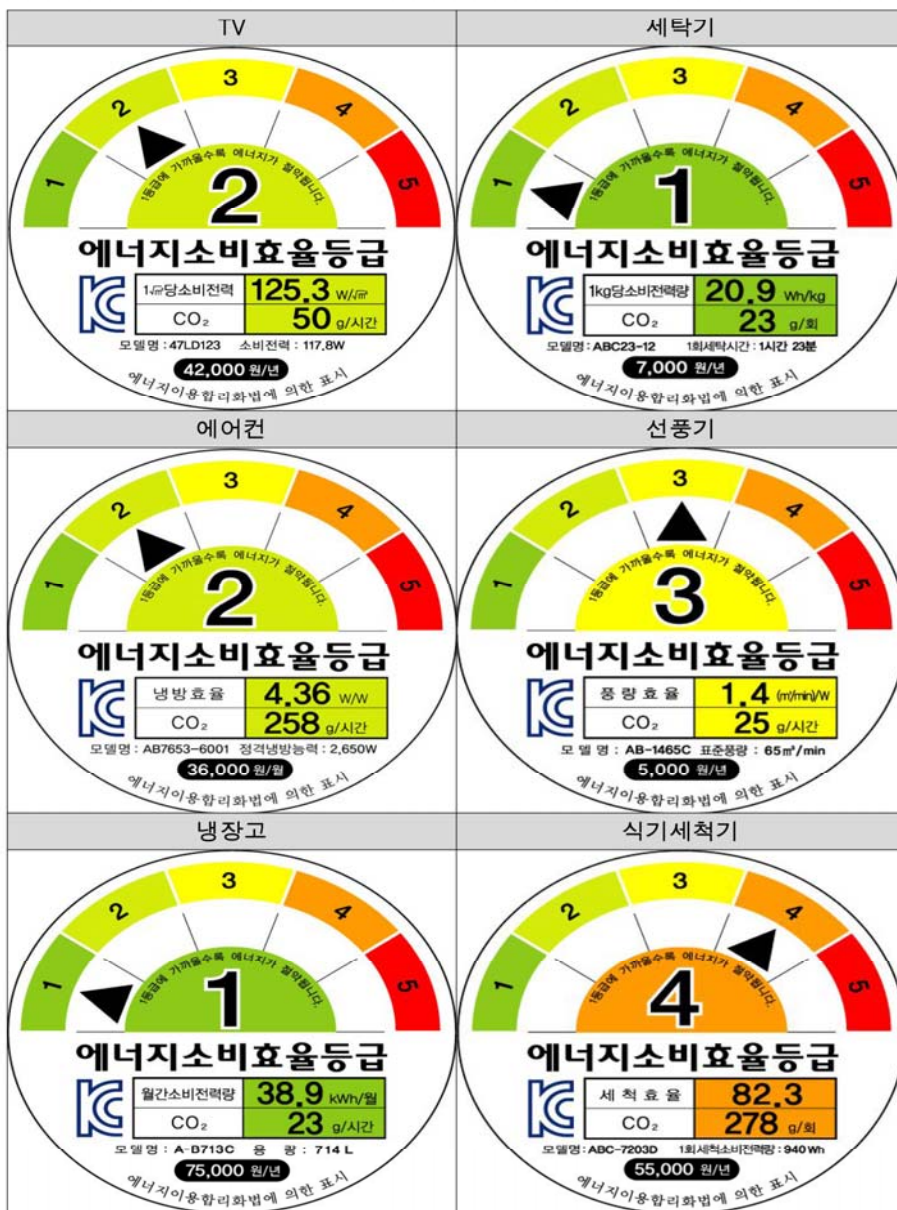 TV
1
2
3
4
5
1등급에 가까울수록 에너지가 절약됩니다.
2
에너지소비효율등급
1㎡당소비전력 125.3 W/㎡
CO₂ 50 g/시간
모델명 : 47LD123 소비전력 : 117.8W
42,000 원/년
에너지이용합리화법에 의한 표시
세탁기
1
2
3
4
5
1등급에 가까울수록 에너지가 절약됩니다.
1
에너지소비효율등급
1kg당소비전력량 20.9 Wh/kg
CO₂ 23 g/회
모델명 : ABC23-12 1회세탁시간 : 1시간 23분
7,000 원/년
에너지이용합리화법에 의한 표시
에어컨
1
2
3
4
5
1등급에 가까울수록 에너지가 절약됩니다.
2
에너지소비효율등급
냉방효율 4.36 W/W
CO₂ 258 g/시간
모델명 : AB7653-6001 정격냉방능력 : 2,650W
36,000 원/월
에너지이용합리화법에 의한 표시
선풍기
1
2
3
4
5
1등급에 가까울수록 에너지가 절약됩니다.
3
에너지소비효율등급
풍량효율 1.4 (㎥/min)/W
CO₂ 25 g/시간
모델명 : AB-1465C 표준풍량 : 65㎥/min
5,000 원/년
에너지이용합리화법에 의한 표시
냉장고
1
2
3
4
5
1등급에 가까울수록 에너지가 절약됩니다.
1
에너지소비효율등급
월간소비전력량 38.9 kWh/월
CO₂ 23 g/시간
모델명 : A-B713C 용량 : 714 L
75,000 원/년
에너지이용합리화법에 의한 표시
식기세척기
1
2
3
4
5
1등급에 가까울수록 에너지가 절약됩니다.
4
에너지소비효율등급
세척효율 82.3
CO₂ 278 g/회
모델명 : ABC-7203D 1회세척소비전력량 : 940 Wh
55,000 원/년
에너지이용합리화법에 의한 표시